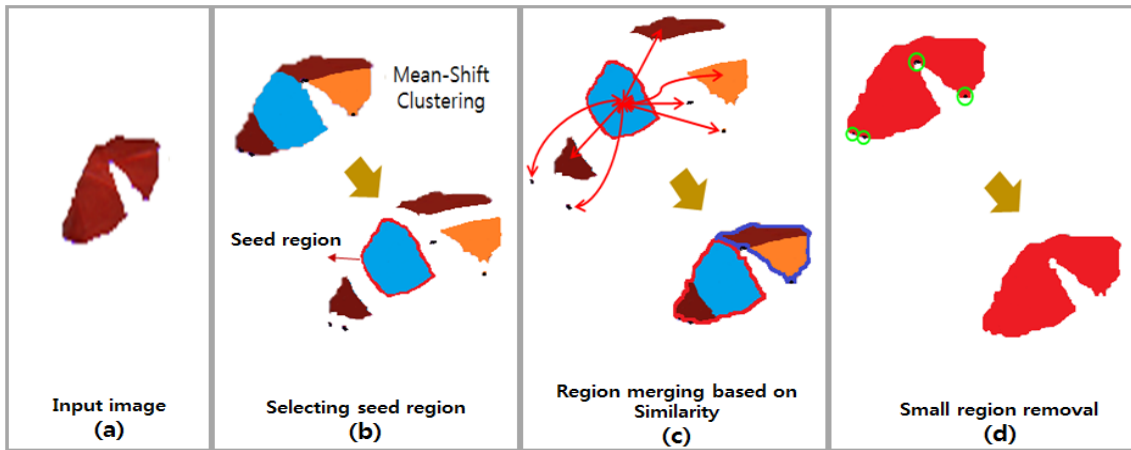 Input image
(a)
Mean-Shift
Clustering
Seed region
Selecting seed region
(b)
Region merging based on
Similarity
(c)
Small region removal
(d)